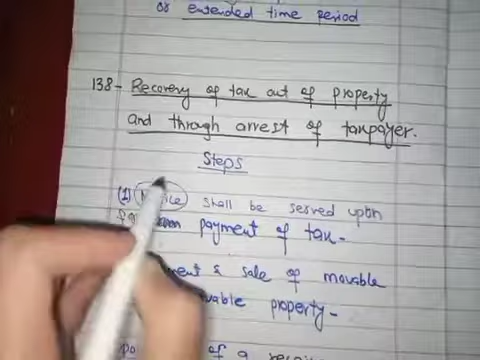 or extended time period
138- Recovery of tax out of property
and through arrest of taxpayer.
Steps
(1) shall be served upon
payment of tax.
& sale of movable
property.
of a